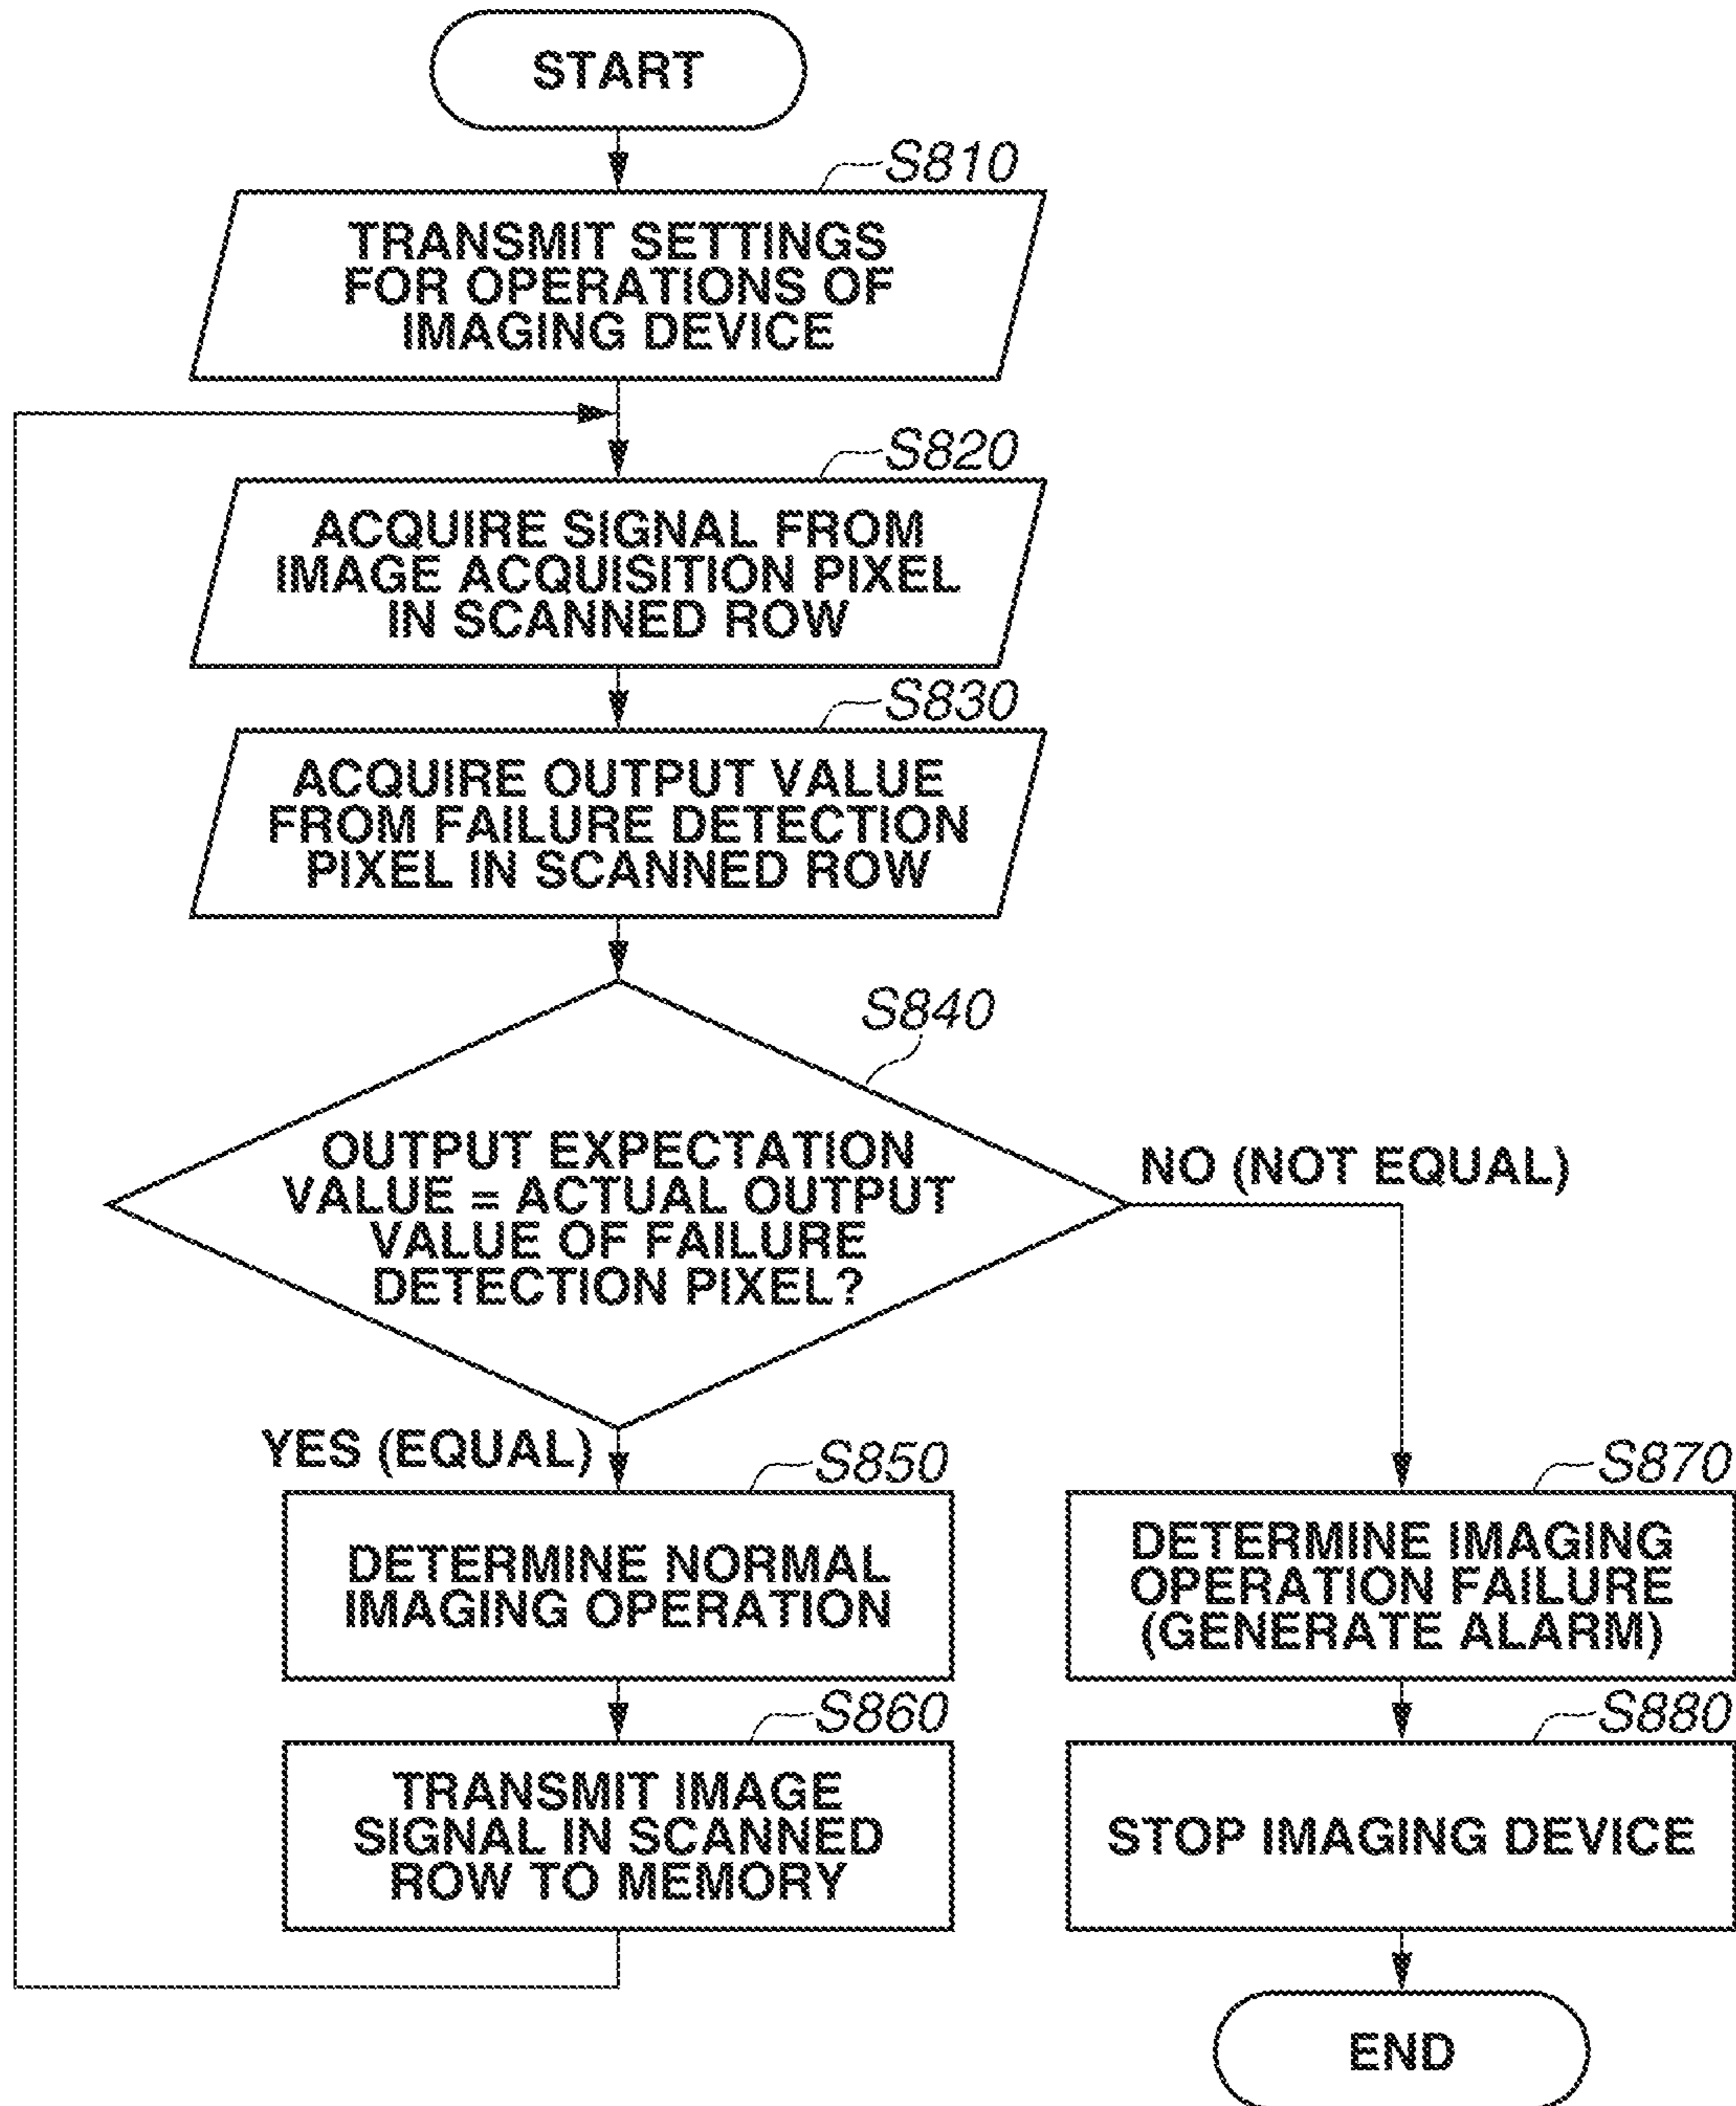 START
S810
TRANSMIT SETTINGS
FOR OPERATIONS OF
IMAGING DEVICE
S820
ACQUIRE SIGNAL FROM
IMAGE ACQUISITION PIXEL
IN SCANNED ROW
S830
ACQUIRE OUTPUT VALUE
FROM FAILURE DETECTION
PIXEL IN SCANNED ROW
S840
OUTPUT EXPECTATION
VALUE = ACTUAL OUTPUT
VALUE OF FAILURE
DETECTION PIXEL?
NO (NOT EQUAL)
YES (EQUAL)
S850
DETERMINE NORMAL
IMAGING OPERATION
S860
TRANSMIT IMAGE
SIGNAL IN SCANNED
ROW TO MEMORY
S870
DETERMINE IMAGING
OPERATION FAILURE
(GENERATE ALARM)
S880
STOP IMAGING DEVICE
END